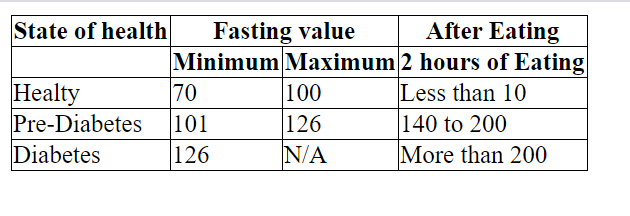 State of health Fasting value After Eating
Minimum Maximum 2 hours of Eating
Healty 70 100 Less than 10
Pre-Diabetes 101 126 140 to 200
Diabetes 126 N/A More than 200